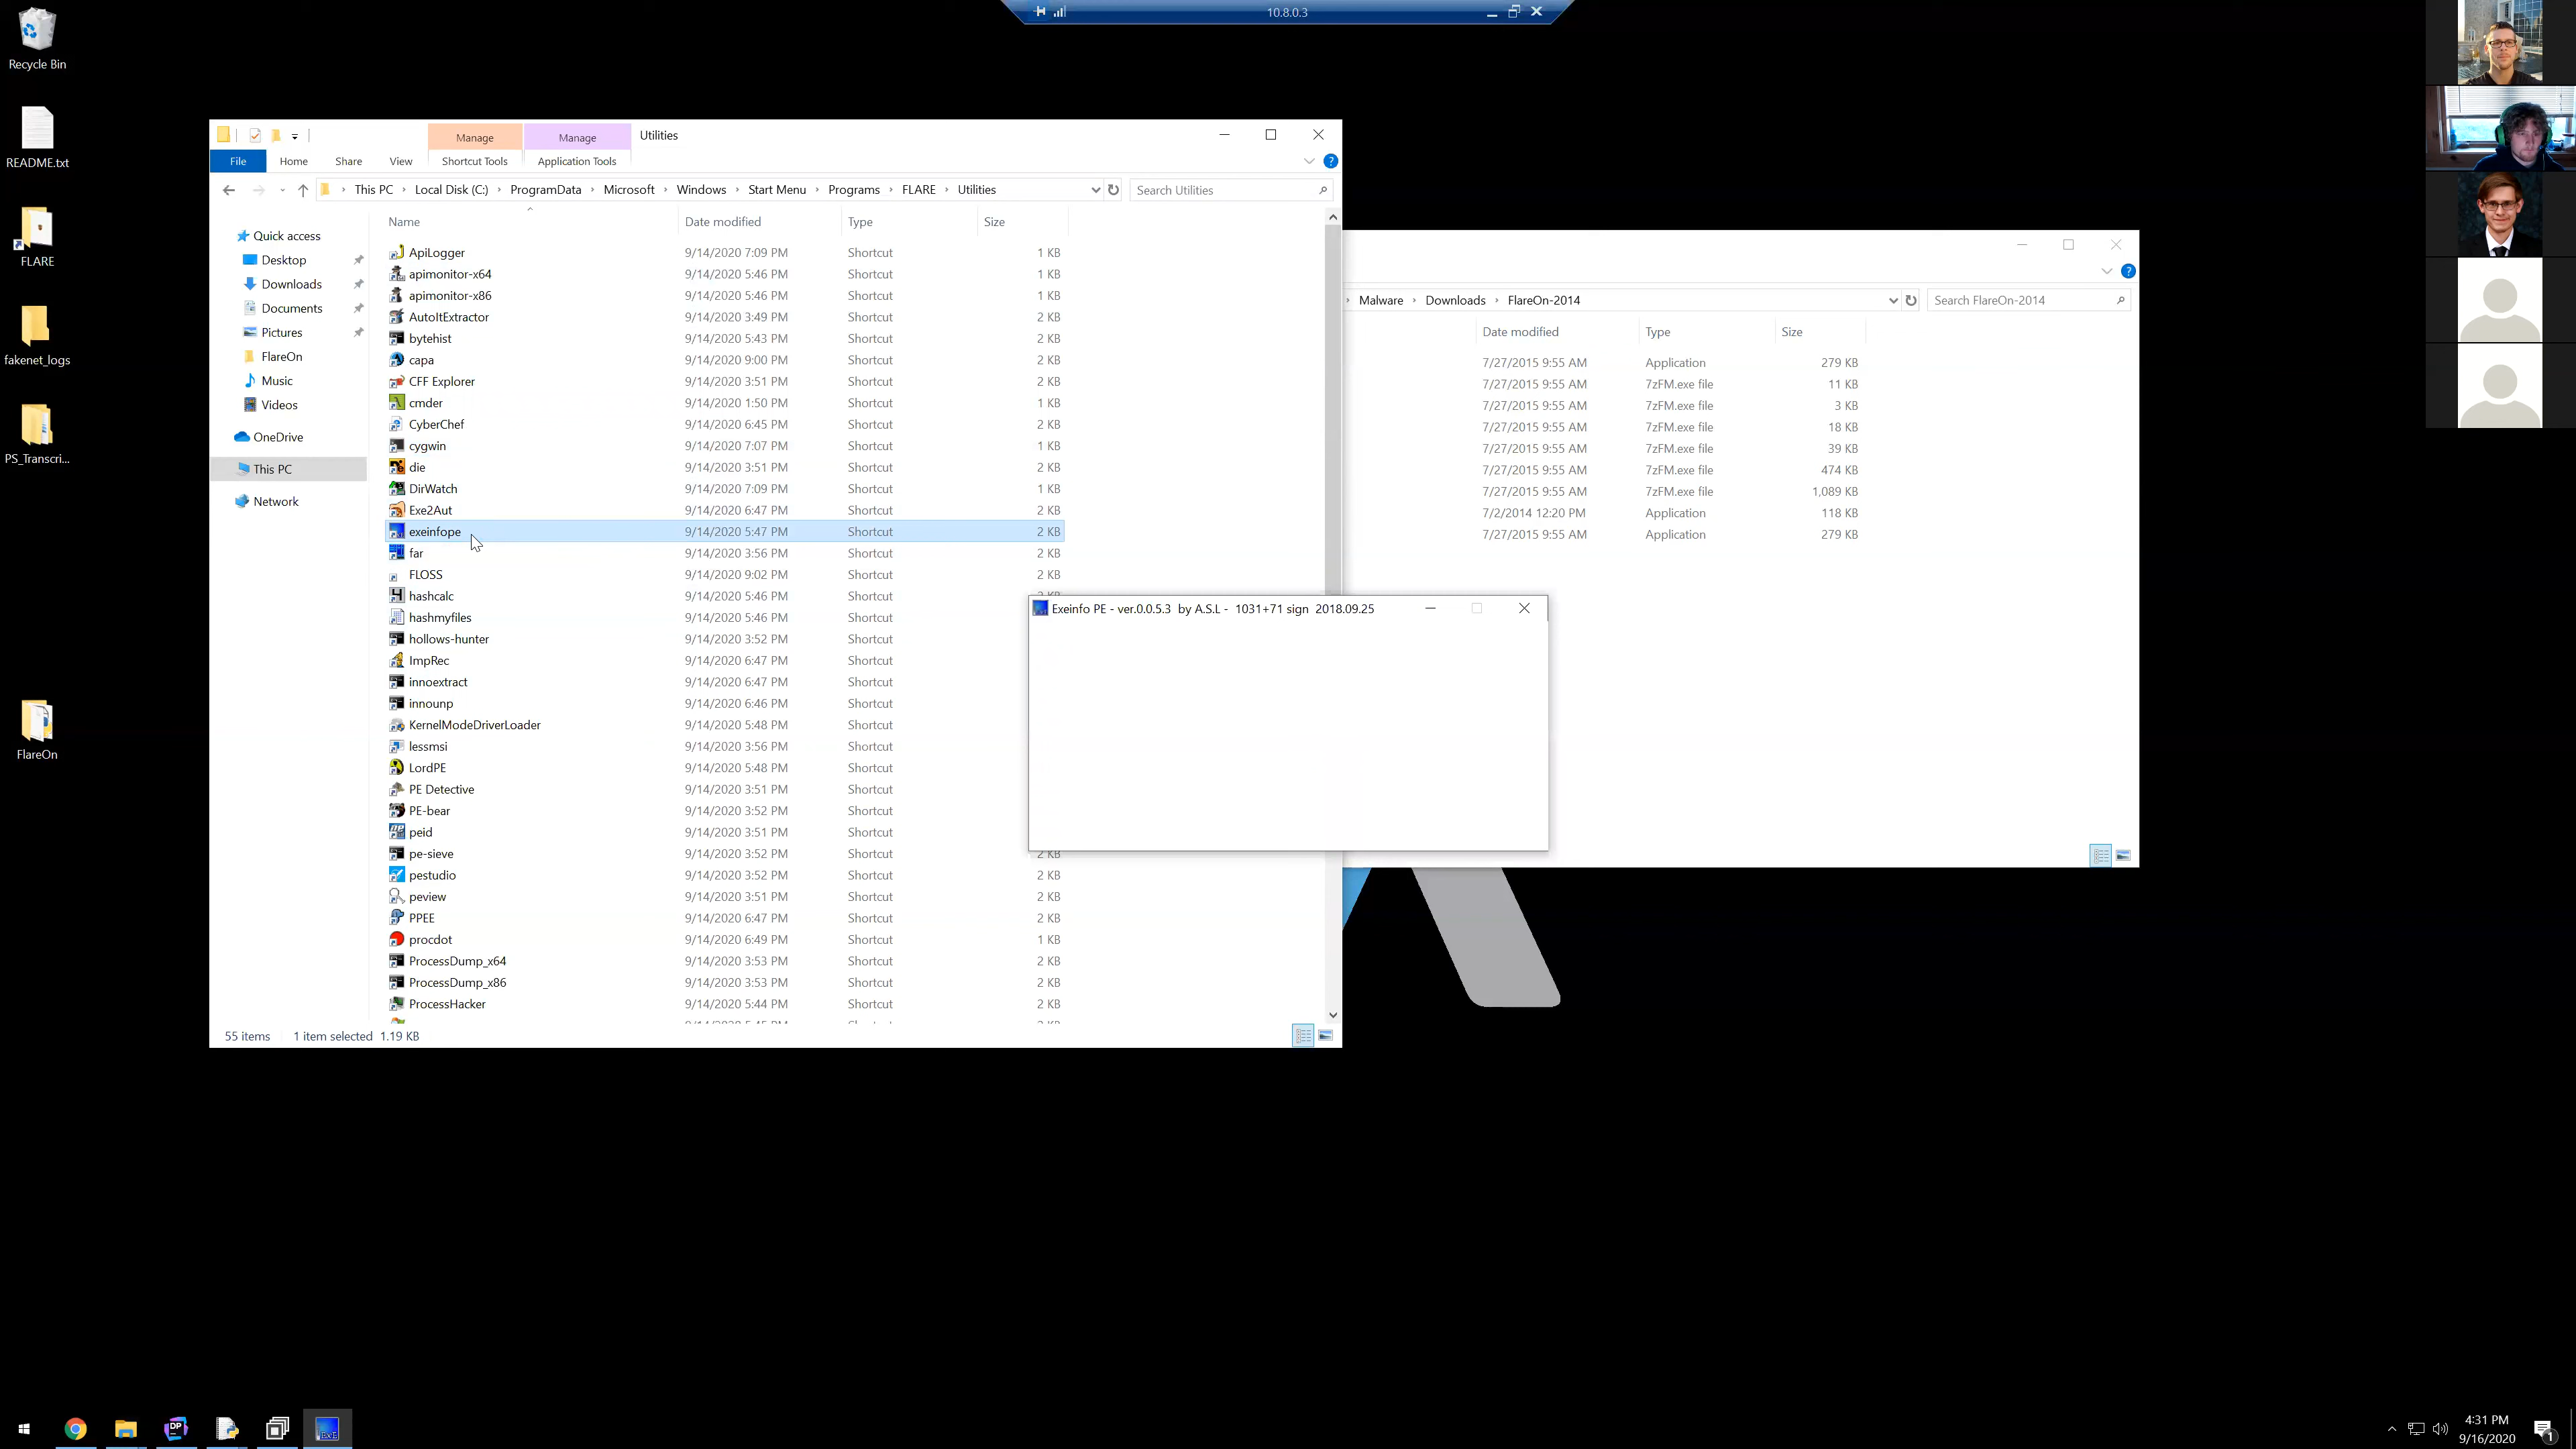 10.8.0.3
Recycle Bin
README.txt
FLARE
fakenet_logs
PS_Transcri...
FlareOn
Manage
Manage
Utilities
File
Home
Share
View
Shortcut Tools
Application Tools
This PC
Local Disk (C:)
ProgramData
Microsoft
Windows
Start Menu
Programs
FLARE
Utilities
Search Utilities
Quick access
Desktop
Downloads
Documents
Pictures
FlareOn
Music
Videos
OneDrive
This PC
Network
Name Date modified Type Size
ApiLogger 9/14/2020 7:09 PM Shortcut 1 KB
apimonitor-x64 9/14/2020 5:46 PM Shortcut 1 KB
apimonitor-x86 9/14/2020 5:46 PM Shortcut 1 KB
AutoItExtractor 9/14/2020 3:49 PM Shortcut 2 KB
bytehist 9/14/2020 5:43 PM Shortcut 2 KB
capa 9/14/2020 9:00 PM Shortcut 2 KB
CFF Explorer 9/14/2020 3:51 PM Shortcut 2 KB
cmder 9/14/2020 1:50 PM Shortcut 1 KB
CyberChef 9/14/2020 6:45 PM Shortcut 2 KB
cygwin 9/14/2020 7:07 PM Shortcut 1 KB
die 9/14/2020 3:51 PM Shortcut 2 KB
DirWatch 9/14/2020 7:09 PM Shortcut 1 KB
Exe2Aut 9/14/2020 6:47 PM Shortcut 2 KB
exeinfope 9/14/2020 5:47 PM Shortcut 2 KB
far 9/14/2020 3:56 PM Shortcut 2 KB
FLOSS 9/14/2020 9:02 PM Shortcut 2 KB
hashcalc 9/14/2020 5:46 PM Shortcut
hashmyfiles 9/14/2020 5:46 PM Shortcut
hollows-hunter 9/14/2020 3:52 PM Shortcut
ImpRec 9/14/2020 6:47 PM Shortcut
innoextract 9/14/2020 6:47 PM Shortcut
innounp 9/14/2020 6:46 PM Shortcut
KernelModeDriverLoader 9/14/2020 5:48 PM Shortcut
lessmsi 9/14/2020 3:56 PM Shortcut
LordPE 9/14/2020 5:48 PM Shortcut
PE Detective 9/14/2020 3:51 PM Shortcut
PE-bear 9/14/2020 3:52 PM Shortcut
peid 9/14/2020 3:51 PM Shortcut
pe-sieve 9/14/2020 3:52 PM Shortcut 2 KB
pestudio 9/14/2020 3:52 PM Shortcut 2 KB
peview 9/14/2020 3:51 PM Shortcut 2 KB
PPEE 9/14/2020 6:47 PM Shortcut 2 KB
procdot 9/14/2020 6:49 PM Shortcut 1 KB
ProcessDump_x64 9/14/2020 3:53 PM Shortcut 2 KB
ProcessDump_x86 9/14/2020 3:53 PM Shortcut 2 KB
ProcessHacker 9/14/2020 5:44 PM Shortcut 2 KB
55 items 1 item selected 1.19 KB
Exeinfo PE - ver.0.0.5.3 by A.S.L - 1031+71 sign 2018.09.25
Malware
Downloads
FlareOn-2014
Search FlareOn-2014
Date modified Type Size
7/27/2015 9:55 AM Application 279 KB
7/27/2015 9:55 AM 7zFM.exe file 11 KB
7/27/2015 9:55 AM 7zFM.exe file 3 KB
7/27/2015 9:55 AM 7zFM.exe file 18 KB
7/27/2015 9:55 AM 7zFM.exe file 39 KB
7/27/2015 9:55 AM 7zFM.exe file 474 KB
7/27/2015 9:55 AM 7zFM.exe file 1,089 KB
7/2/2014 12:20 PM Application 118 KB
7/27/2015 9:55 AM Application 279 KB
4:31 PM
9/16/2020
1